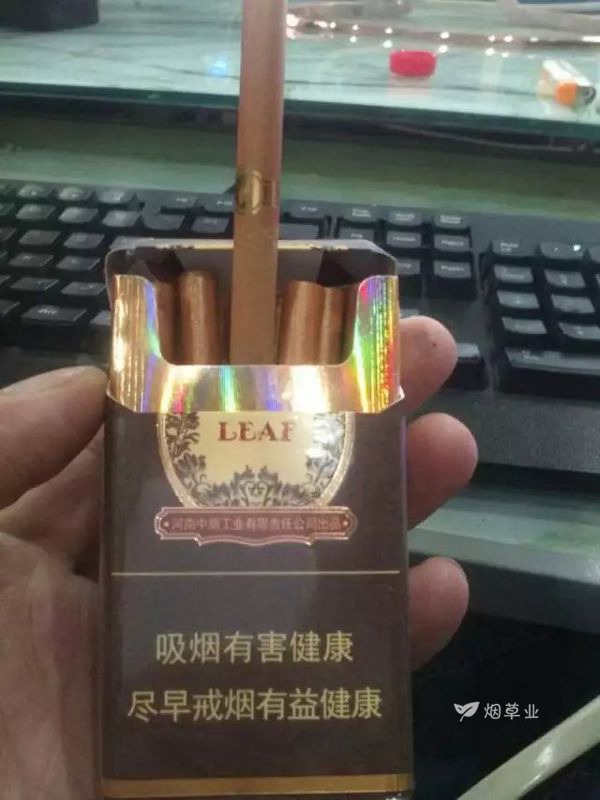 LEAF
河南中烟工业有限责任公司出品
吸烟有害健康
尽早戒烟有益健康
烟草业